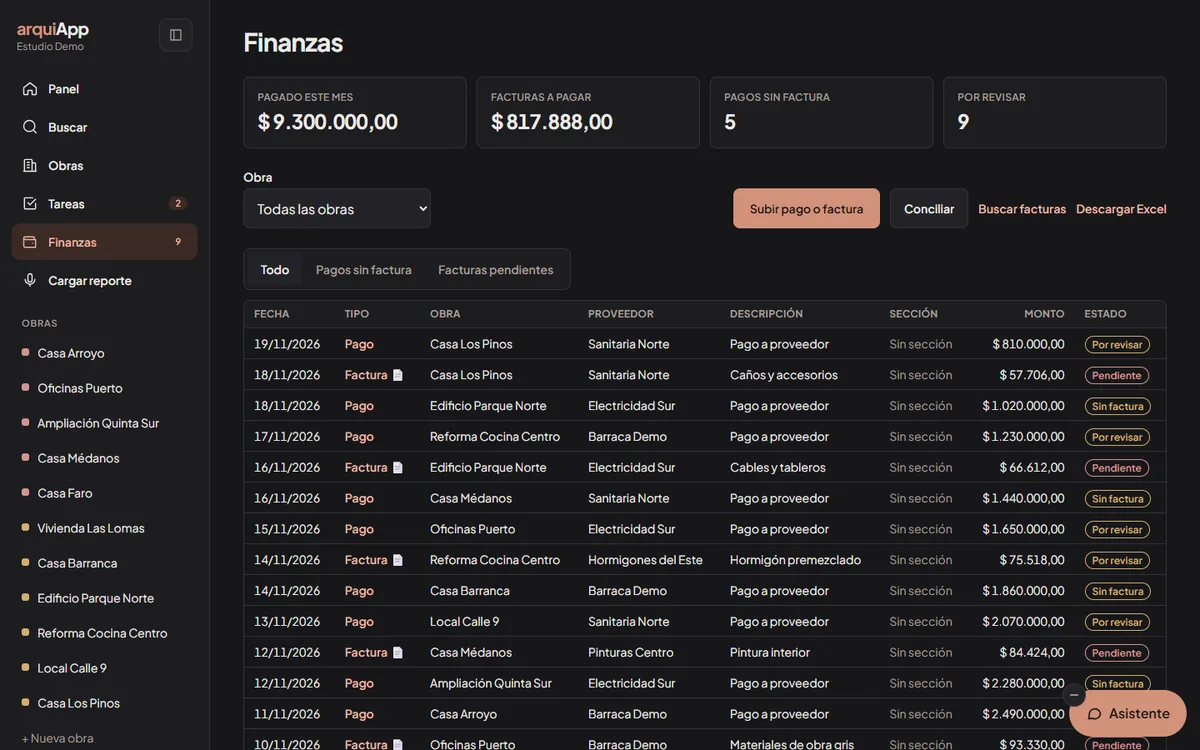 arquiApp
Estudio Demo
Panel
Buscar
Obras
Tareas 2
Finanzas 9
Cargar reporte
OBRAS
Casa Arroyo
Oficinas Puerto
Ampliación Quinta Sur
Casa Médanos
Casa Faro
Vivienda Las Lomas
Casa Barranca
Edificio Parque Norte
Reforma Cocina Centro
Local Calle 9
Casa Los Pinos
+ Nueva obra
Finanzas
PAGADO ESTE MES
$ 9.300.000,00
FACTURAS A PAGAR
$ 817.888,00
PAGOS SIN FACTURA
5
POR REVISAR
9
Obra
Todas las obras
Subir pago o factura
Conciliar
Buscar facturas
Descargar Excel
Todo Pagos sin factura Facturas pendientes
FECHA TIPO OBRA PROVEEDOR DESCRIPCIÓN SECCIÓN MONTO ESTADO
19/11/2026 Pago Casa Los Pinos Sanitaria Norte Pago a proveedor Sin sección $ 810.000,00 Por revisar
18/11/2026 Factura Casa Los Pinos Sanitaria Norte Caños y accesorios Sin sección $ 57.706,00 Pendiente
18/11/2026 Pago Edificio Parque Norte Electricidad Sur Pago a proveedor Sin sección $ 1.020.000,00 Sin factura
17/11/2026 Pago Reforma Cocina Centro Barraca Demo Pago a proveedor Sin sección $ 1.230.000,00 Por revisar
16/11/2026 Factura Edificio Parque Norte Electricidad Sur Cables y tableros Sin sección $ 66.612,00 Pendiente
16/11/2026 Pago Casa Médanos Sanitaria Norte Pago a proveedor Sin sección $ 1.440.000,00 Sin factura
15/11/2026 Pago Oficinas Puerto Electricidad Sur Pago a proveedor Sin sección $ 1.650.000,00 Por revisar
14/11/2026 Factura Reforma Cocina Centro Hormigones del Este Hormigón premezclado Sin sección $ 75.518,00 Por revisar
14/11/2026 Pago Casa Barranca Barraca Demo Pago a proveedor Sin sección $ 1.860.000,00 Sin factura
13/11/2026 Pago Local Calle 9 Sanitaria Norte Pago a proveedor Sin sección $ 2.070.000,00 Por revisar
12/11/2026 Factura Casa Médanos Pinturas Centro Pintura interior Sin sección $ 84.424,00 Pendiente
12/11/2026 Pago Ampliación Quinta Sur Electricidad Sur Pago a proveedor Sin sección $ 2.280.000,00 Sin factura
11/11/2026 Pago Casa Arroyo Barraca Demo Pago a proveedor Sin sección $ 2.490.000,00
10/11/2026 Factura Oficinas Puerto Barraca Demo Materiales de obra gris Sin sección $ 93.330,00 Pendiente
Asistente